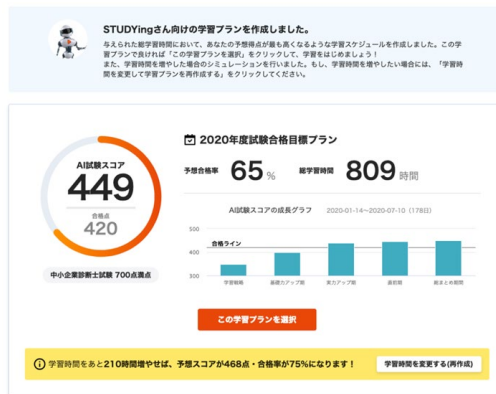 STUDYingさん向けの学習プランを作成しました。
与えられた総学習時間において、あなたの予想得点が最も高くなるような学習スケジュールを作成しました。この学
習プランで良ければ「この学習プランを選択」をクリックして、学習をはじめましょう！
また、学習時間を増やした場合のシミュレーションを行いました。もし、学習時間を増やしたい場合には、「学習時
間を変更して学習プランを再作成する」をクリックしてください。
2020年度試験合格目標プラン
AI試験スコア
449
合格点
420
中小企業診断士試験 700点満点
予想合格率 65 % 総学習時間 809 時間
AI試験スコアの成長グラフ 2020-01-14~2020-07-10（178日）
500
合格ライン
400
300
学習戦略 基礎力アップ期 実力アップ期 直前期 総まとめ期間
この学習プランを選択
学習時間をあと210時間増やせば、予想スコアが468点・合格率が75%になります！
学習時間を変更する(再作成)